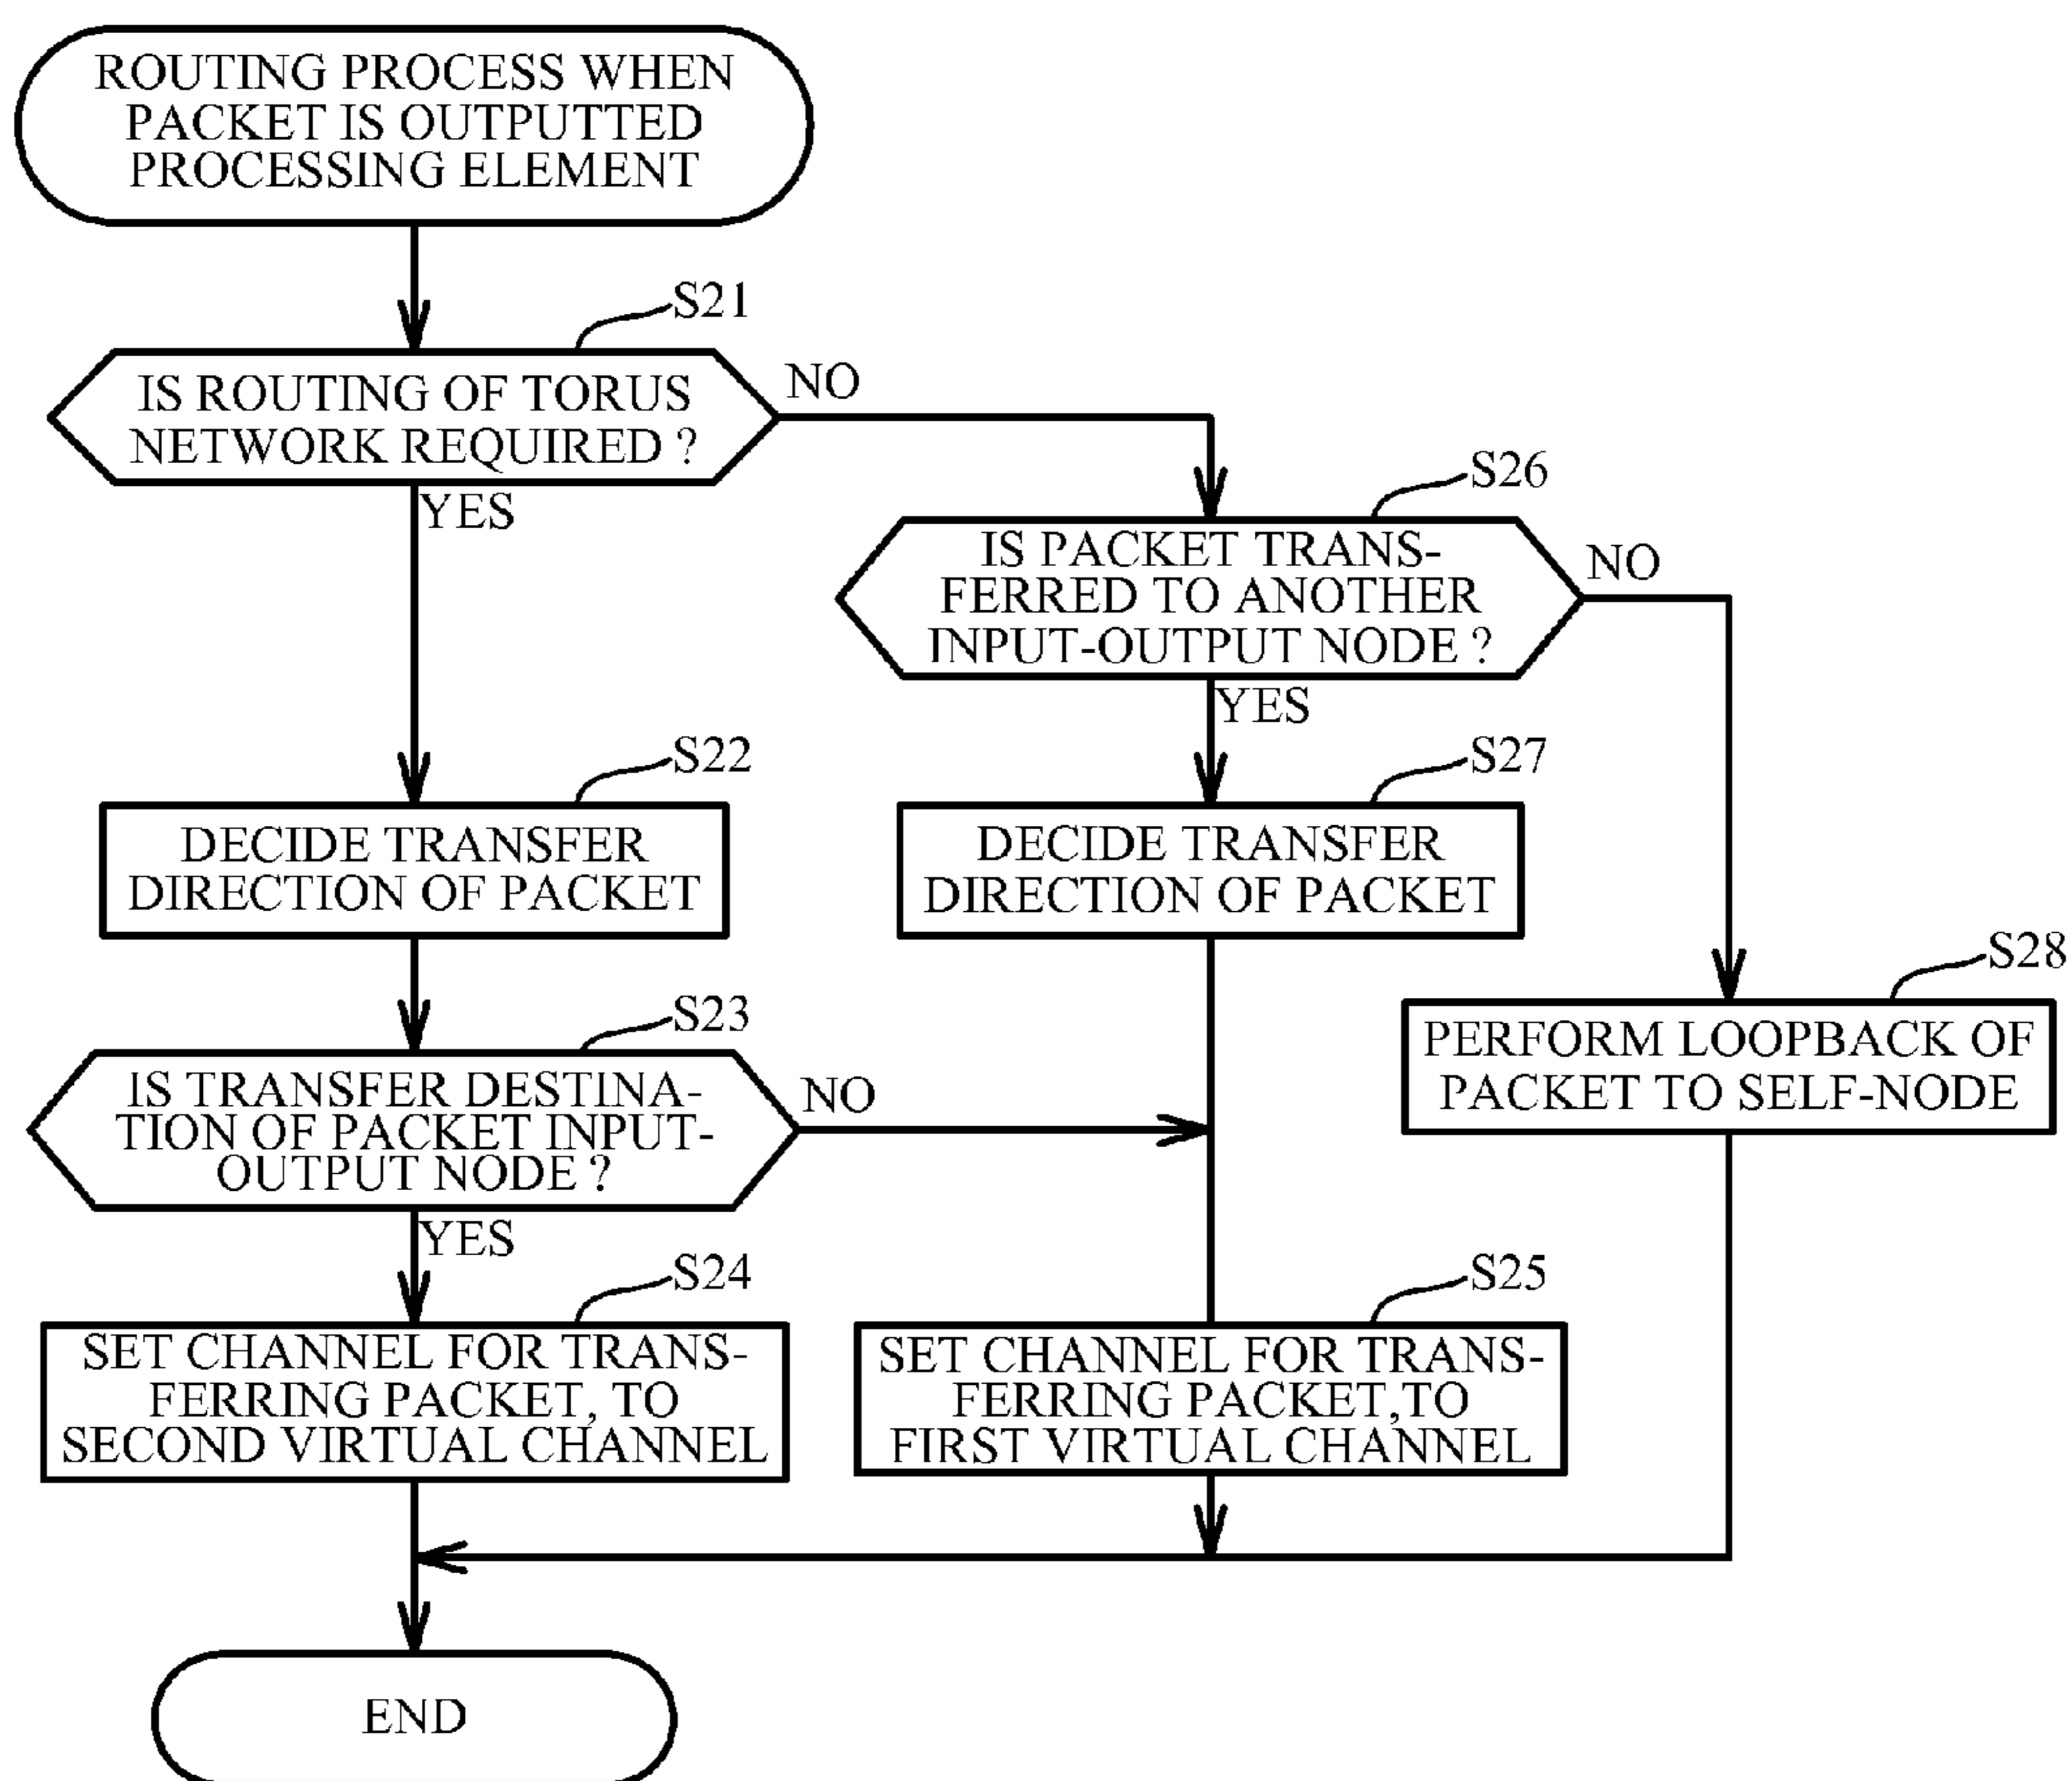 ROUTING PROCESS WHEN
PACKET IS OUTPUTTED
PROCESSING ELEMENT
S21
IS ROUTING OF TORUS
NETWORK REQUIRED ?
NO
YES
S26
IS PACKET TRANS-
FERRED TO ANOTHER
INPUT-OUTPUT NODE ?
NO
YES
S22
DECIDE TRANSFER
DIRECTION OF PACKET
S27
DECIDE TRANSFER
DIRECTION OF PACKET
S28
PERFORM LOOPBACK OF
PACKET TO SELF-NODE
S23
IS TRANSFER DESTINA-
TION OF PACKET INPUT-
OUTPUT NODE ?
NO
YES
S24
SET CHANNEL FOR TRANS-
FERRING PACKET, TO
SECOND VIRTUAL CHANNEL
S25
SET CHANNEL FOR TRANS-
FERRING PACKET,TO
FIRST VIRTUAL CHANNEL
END